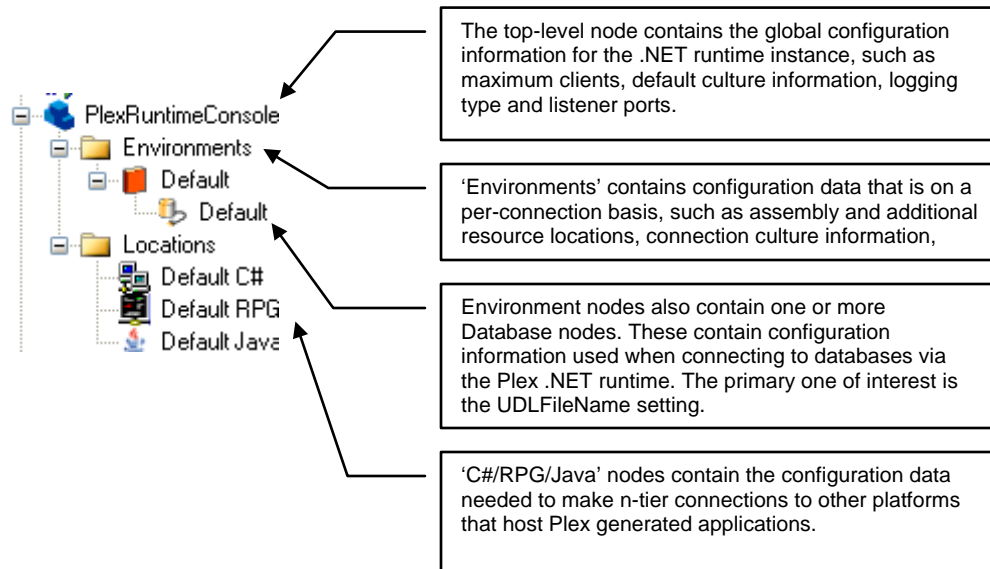 The top-level node contains the global configuration
information for the .NET runtime instance, such as
maximum clients, default culture information, logging
type and listener ports.
PlexRuntimeConsole
Environments
Default
Default
Locations
Default C#
Default RPG
Default Java
‘Environments’ contains configuration data that is on a
per-connection basis, such as assembly and additional
resource locations, connection culture information,
Environment nodes also contain one or more
Database nodes. These contain configuration
information used when connecting to databases via
the Plex .NET runtime. The primary one of interest is
the UDLFileName setting.
‘C#/RPG/Java’ nodes contain the configuration data
needed to make n-tier connections to other platforms
that host Plex generated applications.